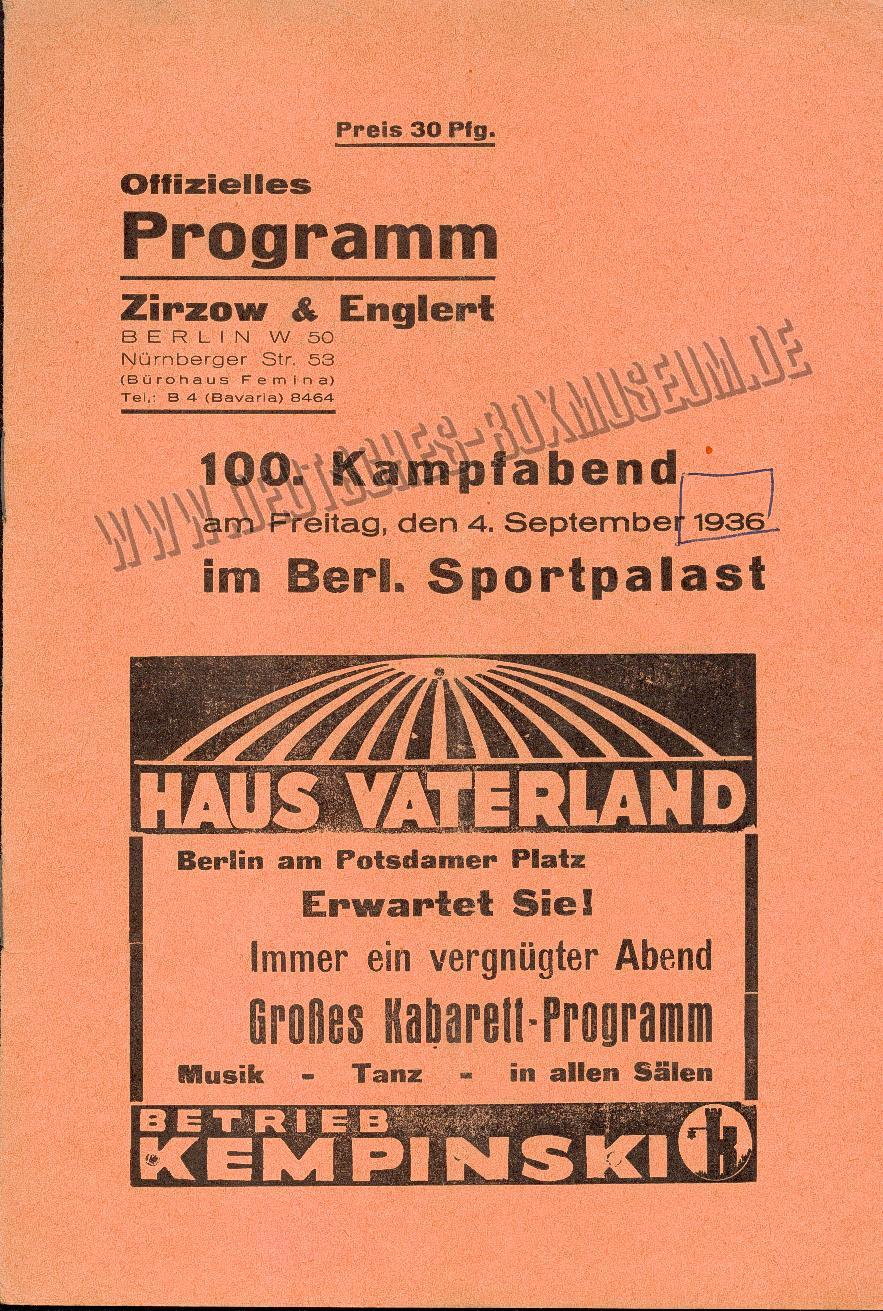 Preis 30 Pfg.
Offizielles
Programm
Zirzow & Englert
BERLIN W 50
Nürnberger Str. 53
(Bürohaus Femina)
Tel.: B 4 (Bavaria) 8464
WWW.DEUTSCHES-BOXMUSEUM.DE
100. Kampfabend
am Freitag, den 4. September 1936
im Berl. Sportpalast
HAUS VATERLAND
Berlin am Potsdamer Platz
Erwartet Sie!
Immer ein vergnügter Abend
Großes Kabarett-Programm
Musik - Tanz - in allen Sälen
BETRIEB
KEMPINSKI K